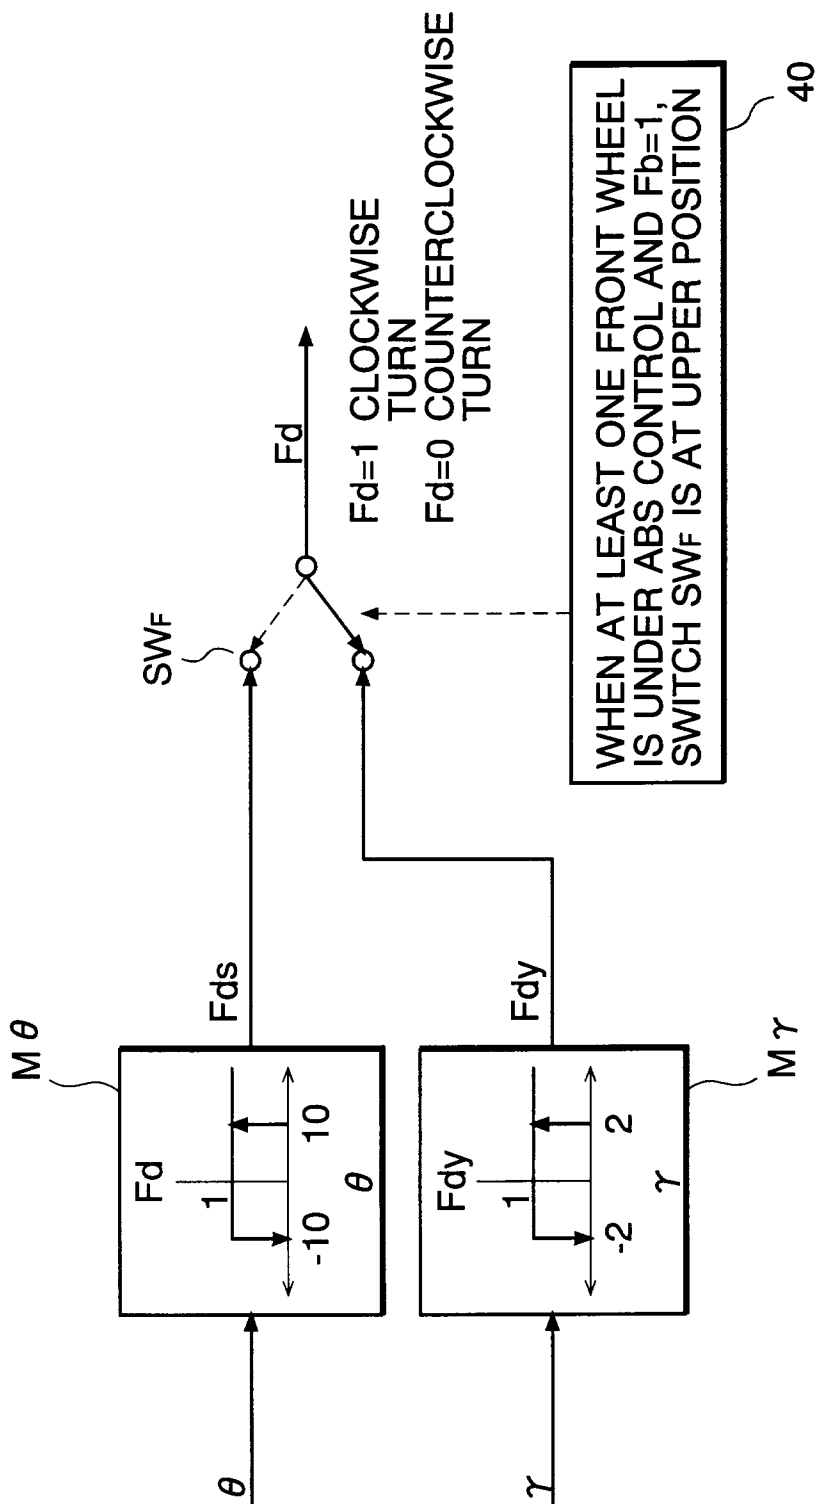 θ
Mθ
Fd
1
-10
10
θ
Fds
SWF
Fd
Fd=1 CLOCKWISE
TURN
Fd=0 COUNTERCLOCKWISE
TURN
γ
Mγ
Fdy
1
-2
2
γ
Fdy
WHEN AT LEAST ONE FRONT WHEEL
IS UNDER ABS CONTROL AND Fb=1,
SWITCH SWF IS AT UPPER POSITION
40